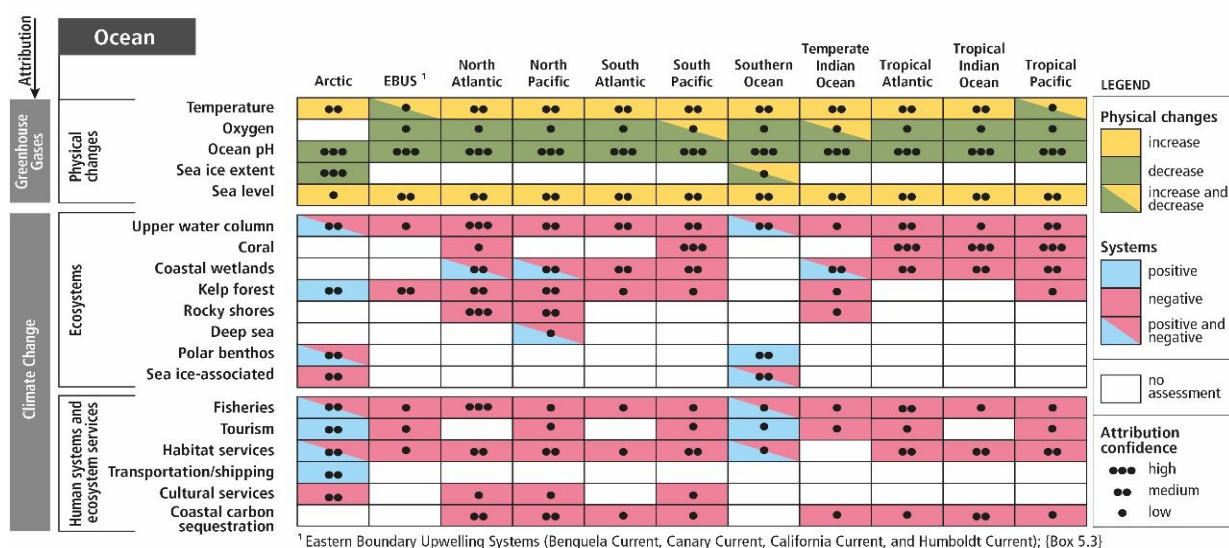 Attribution
Ocean
Arctic
EBUS ¹
North Atlantic
North Pacific
South Atlantic
South Pacific
Southern Ocean
Temperate Indian Ocean
Tropical Atlantic
Tropical Indian Ocean
Tropical Pacific
Greenhouse Gases
Physical changes
Temperature
Oxygen
Ocean pH
Sea ice extent
Sea level
Climate Change
Ecosystems
Upper water column
Coral
Coastal wetlands
Kelp forest
Rocky shores
Deep sea
Polar benthos
Sea ice-associated
Human systems and ecosystem services
Fisheries
Tourism
Habitat services
Transportation/shipping
Cultural services
Coastal carbon
sequestration
LEGEND
Physical changes
increase
decrease
increase and
decrease
Systems
positive
negative
positive and
negative
no
assessment
Attribution
confidence
high
medium
low
¹ Eastern Boundary Upwelling Systems (Benguela Current, Canary Current, California Current, and Humboldt Current); {Box 5.3}